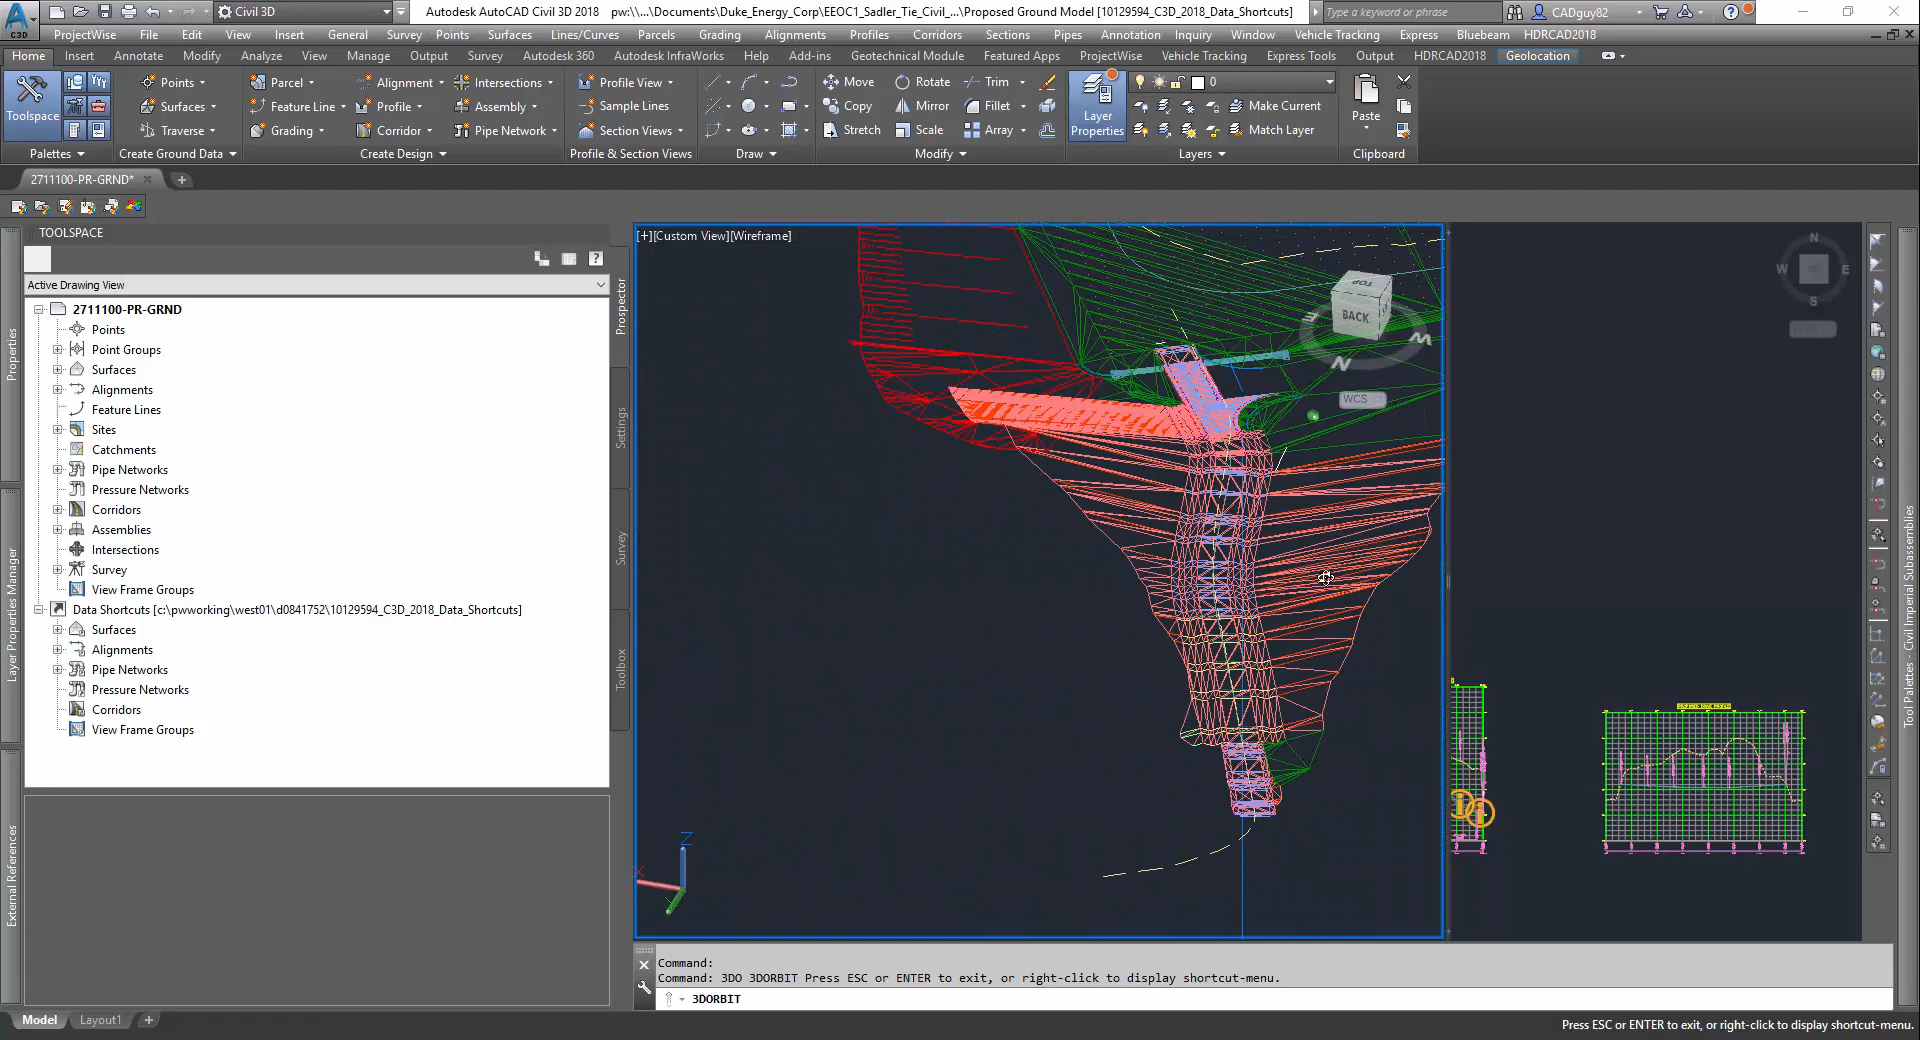 Civil 3D
Autodesk AutoCAD Civil 3D 2018 pw:\\...\Documents\Duke_Energy_Corp\EEOC1_Sadler_Tie_Civil_...\Proposed Ground Model [10129594_C3D_2018_Data_Shortcuts]
Type a keyword or phrase
CADguy82
C3D
ProjectWise File Edit View Insert General Survey Points Surfaces Lines/Curves Parcels Grading Alignments Profiles Corridors Sections Pipes Annotation Inquiry Window Vehicle Tracking Express Bluebeam HDRCAD2018
Home Insert Annotate Modify Analyze View Manage Output Survey Autodesk 360 Autodesk InfraWorks Help Add-ins Geotechnical Module Featured Apps ProjectWise Vehicle Tracking Express Tools Output HDRCAD2018 Geolocation
Points Parcel Alignment Intersections Profile View Move Rotate Trim 0
Toolspace Surfaces Feature Line Profile Assembly Sample Lines Copy Mirror Fillet Layer Properties Make Current Paste
Traverse Grading Corridor Pipe Network Section Views Stretch Scale Array Match Layer
Palettes Create Ground Data Create Design Profile & Section Views Draw Modify Layers Clipboard
2711100-PR-GRND*
TOOLSPACE
Active Drawing View
2711100-PR-GRND
Points
Point Groups
Surfaces
Alignments
Feature Lines
Sites
Catchments
Pipe Networks
Pressure Networks
Corridors
Assemblies
Intersections
Survey
View Frame Groups
Data Shortcuts [c:\pwworking\west01\d0841752\10129594_C3D_2018_Data_Shortcuts]
Surfaces
Alignments
Pipe Networks
Pressure Networks
Corridors
View Frame Groups
Properties
Layer Properties Manager
External References
Prospector
Settings
Survey
Toolbox
[+][Custom View][Wireframe]
TOP
BACK
N
WCS
N
W E
S
Z
Tool Palettes - Civil Imperial Subassemblies
Command:
Command: 3DO 3DORBIT Press ESC or ENTER to exit, or right-click to display shortcut-menu.
3DORBIT
Model Layout1
Press ESC or ENTER to exit, or right-click to display shortcut-menu.